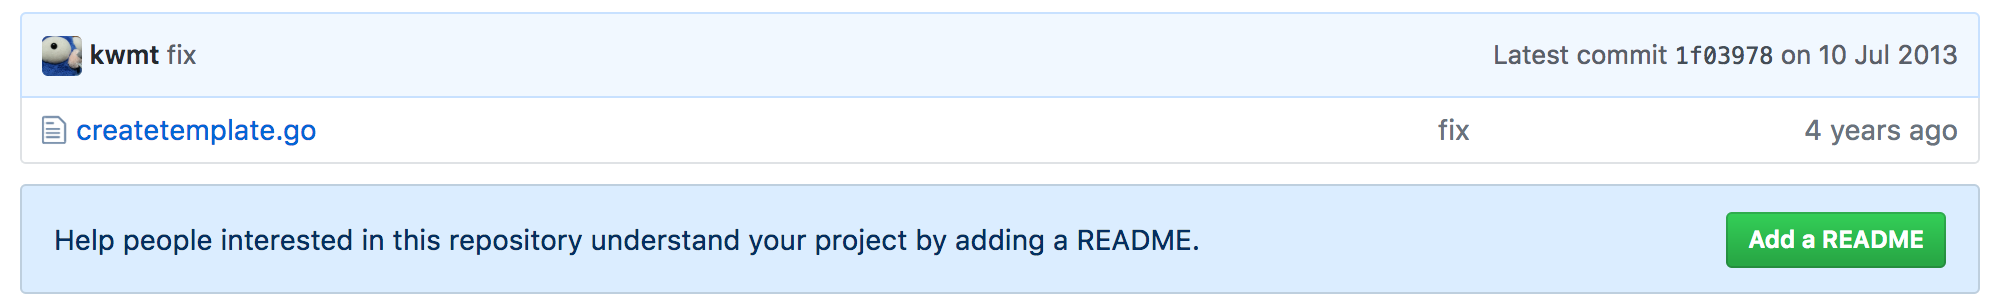 kwmt fix Latest commit 1f03978 on 10 Jul 2013
createtemplate.go fix 4 years ago
Help people interested in this repository understand your project by adding a README. Add a README